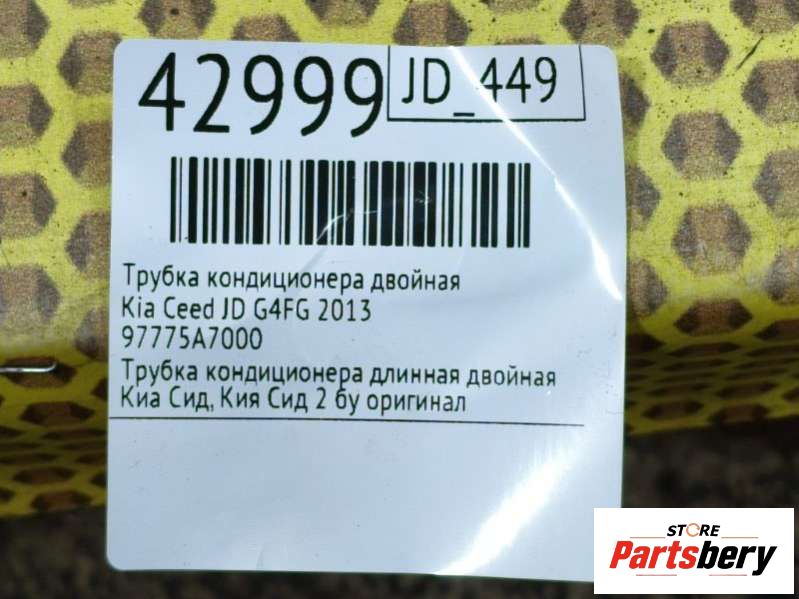 42999
JD_449
Трубка кондиционера двойная
Kia Ceed JD G4FG 2013
97775A7000
Трубка кондиционера длинная двойная
Киа Сид, Кия Сид 2 бу оригинал
STORE
Partsbery